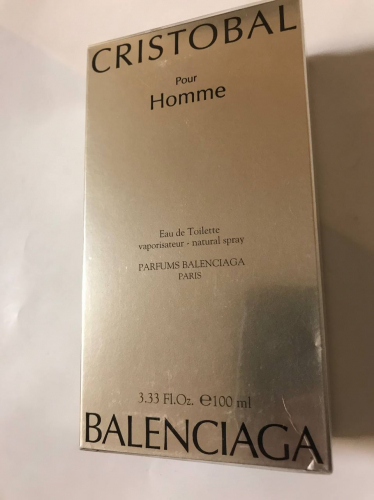 CRISTOBAL
Pour
Homme
Eau de Toilette
vaporisateur - natural spray
PARFUMS BALENCIAGA
PARIS
3.33 Fl.Oz. ℮100 ml
BALENCIAGA